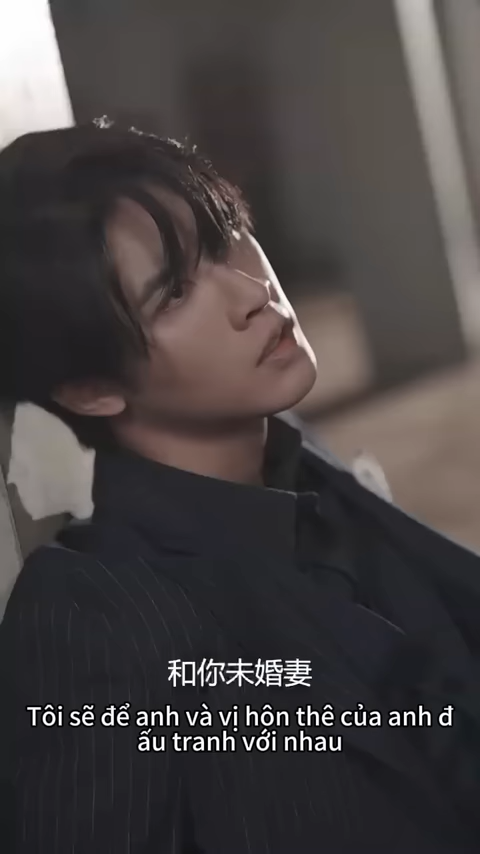 和你未婚妻
Tôi sẽ để anh và vị hôn thê của anh đ
ấu tranh với nhau